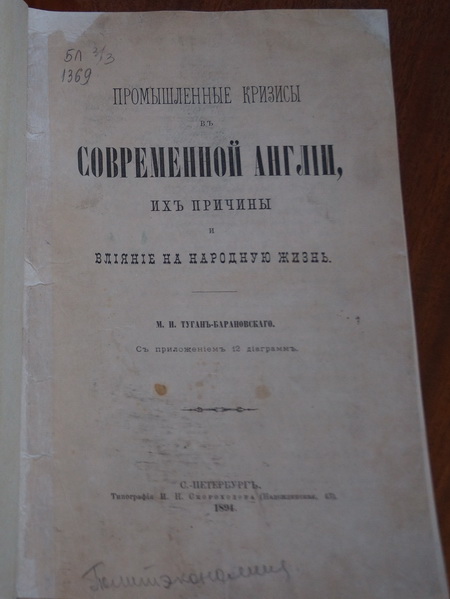 БЛ 3/3
1369
ПРОМЫШЛЕННЫЕ КРИЗИСЫ
ВЪ
СОВРЕМЕННОЙ АНГЛІИ,
ИХЪ ПРИЧИНЫ
И
ВЛІЯНІЕ НА НАРОДНУЮ ЖИЗНЬ.
М. И. ТУГАНЪ-БАРАНОВСКАГО.
Съ приложеніемъ 12 діаграммъ.
С.-ПЕТЕРБУРГЪ.
Типографія И. Н. Скороходова (Надеждинская, 43).
1894.
Политэкономия